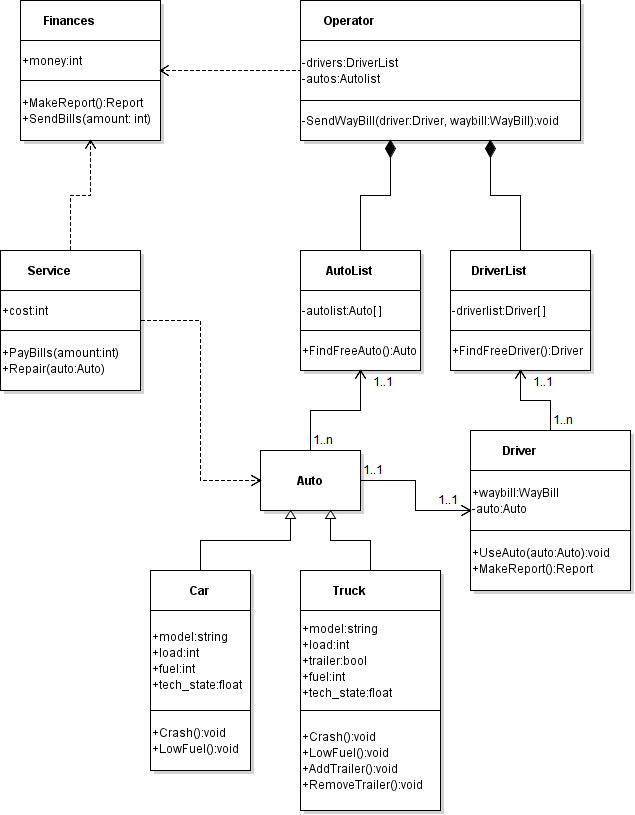 Finances
+money:int
+MakeReport():Report
+SendBills(amount: int)
Operator
-drivers:DriverList
-autos:Autolist
-SendWayBill(driver:Driver, waybill:WayBill):void
Service
+cost:int
+PayBills(amount:int)
+Repair(auto:Auto)
AutoList
-autolist:Auto[ ]
+FindFreeAuto():Auto
DriverList
-driverlist:Driver[ ]
+FindFreeDriver():Driver
1..1
1..1
1..n
1..n
Auto
1..1
1..1
Driver
+waybill:WayBill
-auto:Auto
+UseAuto(auto:Auto):void
+MakeReport():Report
Car
+model:string
+load:int
+fuel:int
+tech_state:float
+Crash():void
+LowFuel():void
Truck
+model:string
+load:int
+trailer:bool
+fuel:int
+tech_state:float
+Crash():void
+LowFuel():void
+AddTrailer():void
+RemoveTrailer():void